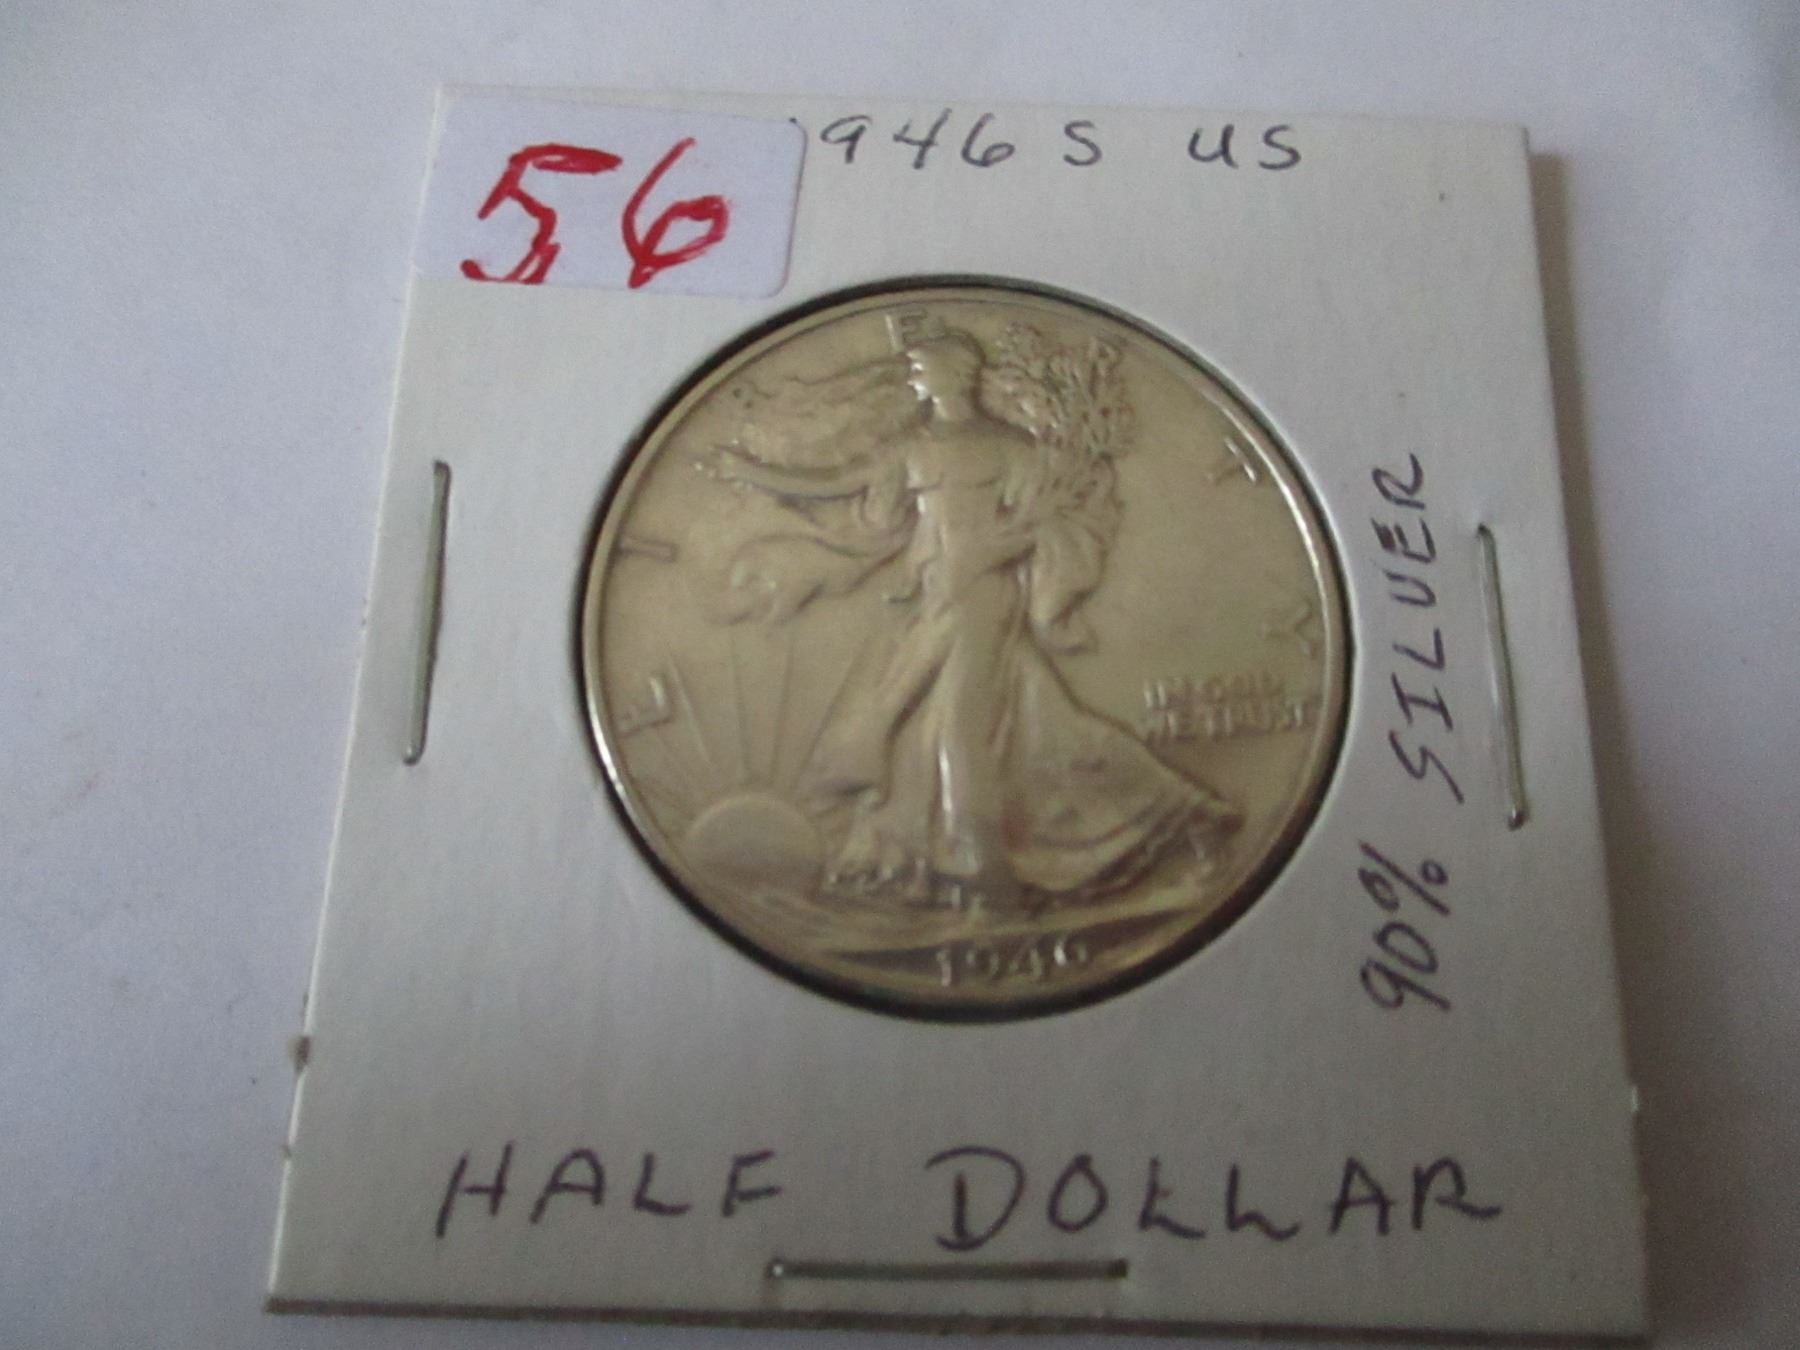 56
946 S US
LIBERTY
IN GOD
WE TRUST
1946
90% SILVER
HALF DOLLAR